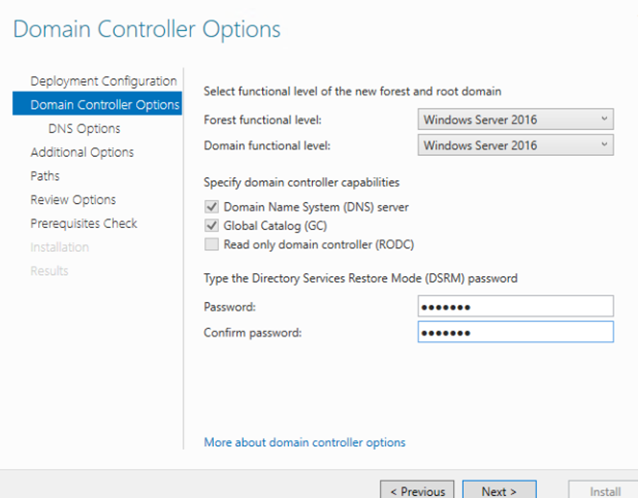 Domain Controller Options
Deployment Configuration
Domain Controller Options
DNS Options
Additional Options
Paths
Review Options
Prerequisites Check
Installation
Results
Select functional level of the new forest and root domain
Forest functional level: Windows Server 2016
Domain functional level: Windows Server 2016
Specify domain controller capabilities
Domain Name System (DNS) server
Global Catalog (GC)
Read only domain controller (RODC)
Type the Directory Services Restore Mode (DSRM) password
Password: •••••••
Confirm password: •••••••
More about domain controller options
< Previous Next > Install